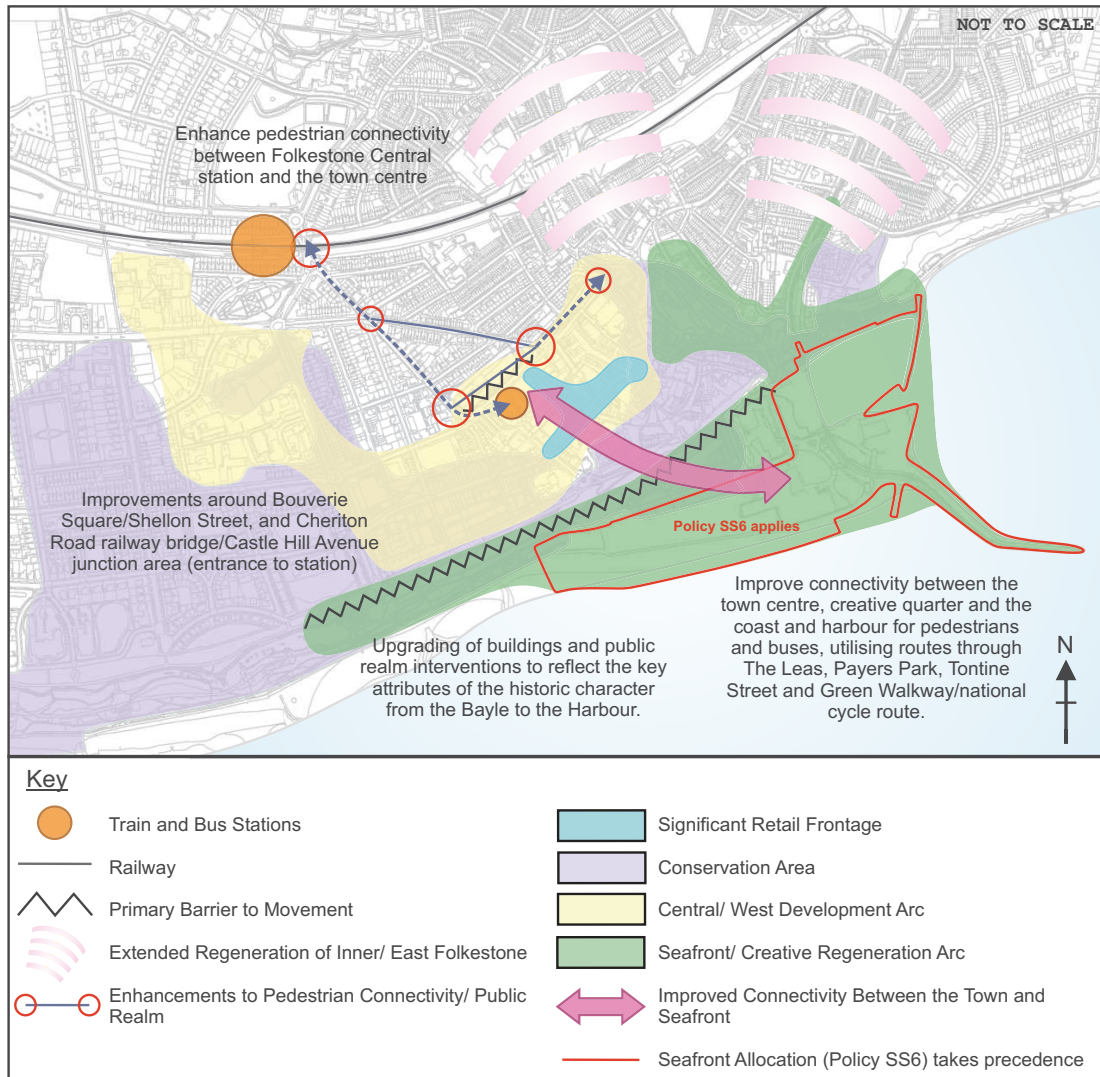 NOT TO SCALE
Enhance pedestrian connectivity
between Folkestone Central
station and the town centre
Improvements around Bouverie
Square/Shellon Street, and Cheriton
Road railway bridge/Castle Hill Avenue
junction area (entrance to station)
Policy SS6 applies
Upgrading of buildings and public
realm interventions to reflect the key
attributes of the historic character
from the Bayle to the Harbour.
Improve connectivity between the
town centre, creative quarter and the
coast and harbour for pedestrians
and buses, utilising routes through
The Leas, Payers Park, Tontine
Street and Green Walkway/national
cycle route.
N
Key
Train and Bus Stations
Railway
Primary Barrier to Movement
Extended Regeneration of Inner/ East Folkestone
Enhancements to Pedestrian Connectivity/ Public
Realm
Significant Retail Frontage
Conservation Area
Central/ West Development Arc
Seafront/ Creative Regeneration Arc
Improved Connectivity Between the Town and
Seafront
Seafront Allocation (Policy SS6) takes precedence